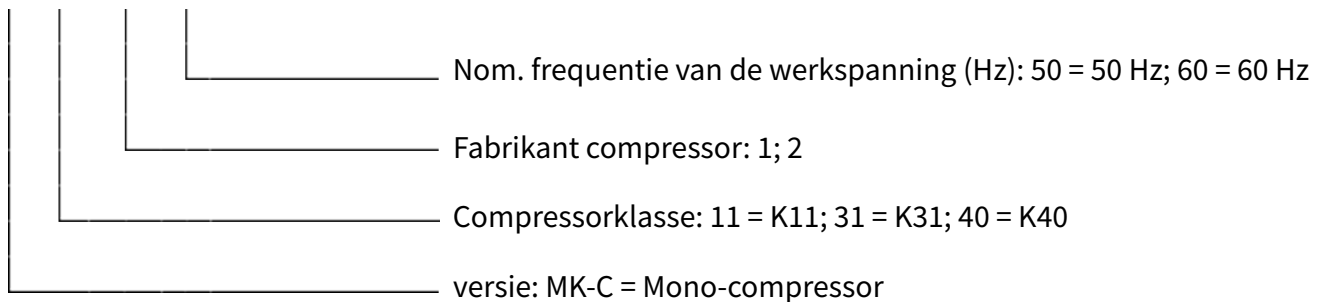 Nom. frequentie van de werkspanning (Hz): 50 = 50 Hz; 60 = 60 Hz
Fabrikant compressor: 1; 2
Compressorklasse: 11 = K11; 31 = K31; 40 = K40
versie: MK-C = Mono-compressor